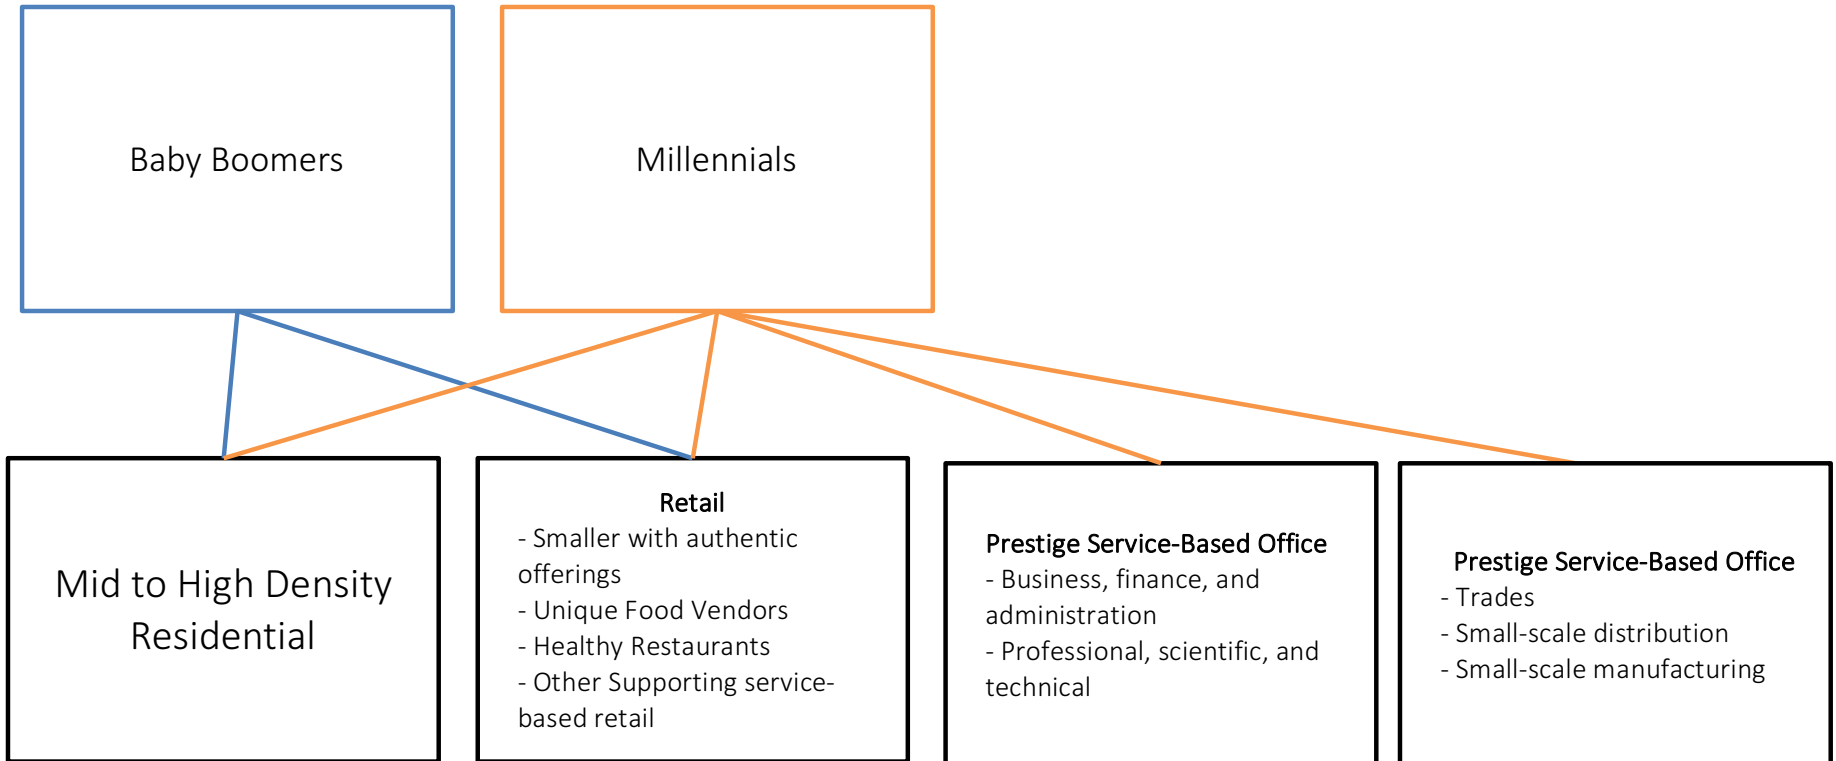 Baby Boomers
Millennials
Mid to High Density
Residential
Retail
- Smaller with authentic
offerings
- Unique Food Vendors
- Healthy Restaurants
- Other Supporting service-
based retail
Prestige Service-Based Office
- Business, finance, and
administration
- Professional, scientific, and
technical
Prestige Service-Based Office
- Trades
- Small-scale distribution
- Small-scale manufacturing